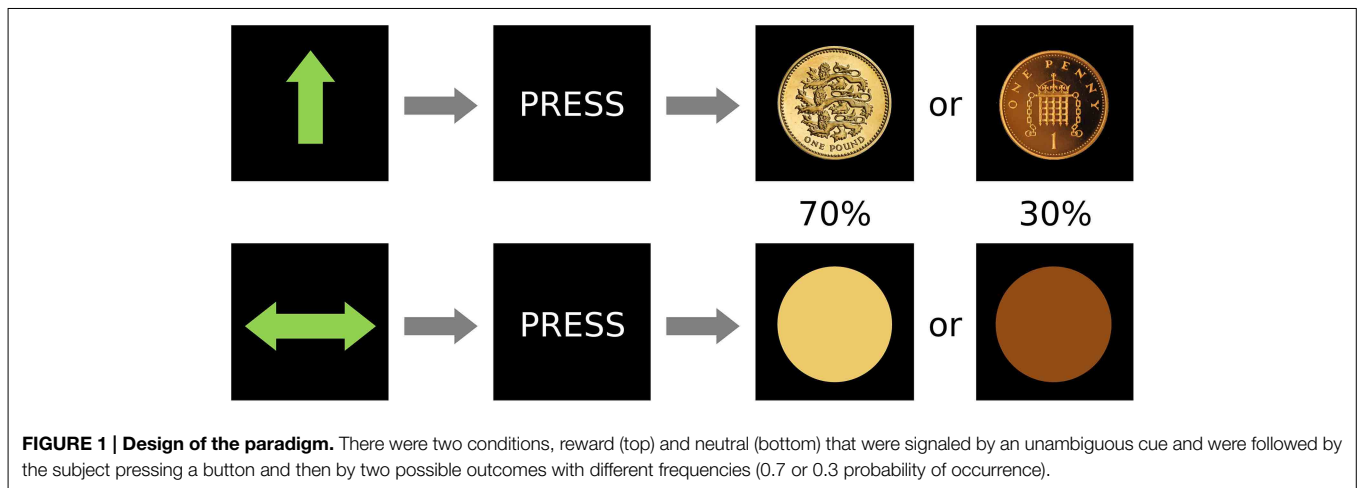 PRESS
ONE POUND
or
ONE PENNY
1
70%
30%
PRESS
or
FIGURE 1 | Design of the paradigm. There were two conditions, reward (top) and neutral (bottom) that were signaled by an unambiguous cue and were followed by
the subject pressing a button and then by two possible outcomes with different frequencies (0.7 or 0.3 probability of occurrence).